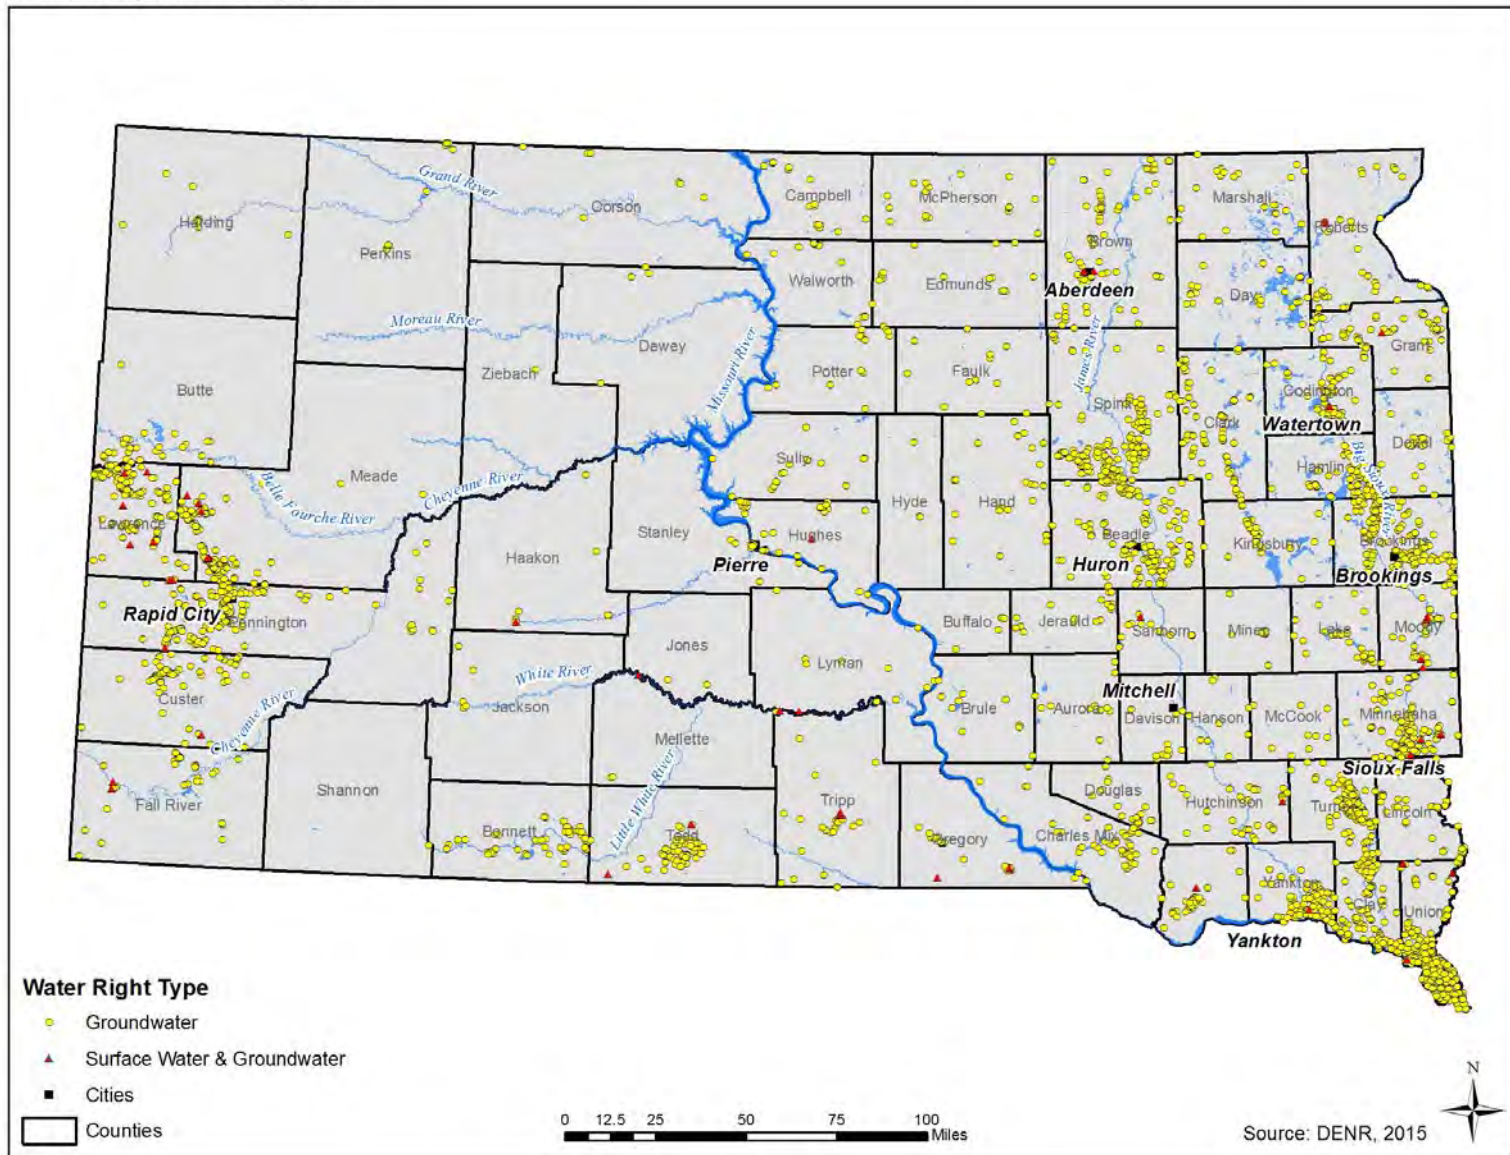 Grand River
Campbell
McPherson
Marshall
Harding
Corson
Roberts
Brown
Perkins
Walworth
Edmunds
Aberdeen
Day
Moreau River
Dewey
Missouri River
James River
Grant
Ziebach
Potter
Faulk
Butte
Codington
Spink
Clark
Watertown
Deuel
Sully
Hamlin
Meade
Cheyenne River
Big Sioux River
Belle Fourche River
Hyde
Hand
Lawrence
Stanley
Hughes
Beadle
Kingsbury
Brookings
Haakon
Pierre
Huron
Brookings
Rapid City
Pennington
Buffalo
Jerauld
Sanborn
Miner
Lake
Moody
Jones
Lyman
White River
Custer
Mitchell
Jackson
Brule
Aurora
Davison
Hanson
McCook
Minnehaha
Cheyenne River
Mellette
Sioux Falls
Shannon
Little White River
Fall River
Tripp
Douglas
Hutchinson
Turner
Lincoln
Bennett
Todd
Gregory
Charles Mix
Yankton
Clay
Union
Yankton
Water Right Type
Groundwater
Surface Water & Groundwater
Cities
Counties
0 12.5 25 50 75 100
Miles
N
Source: DENR, 2015